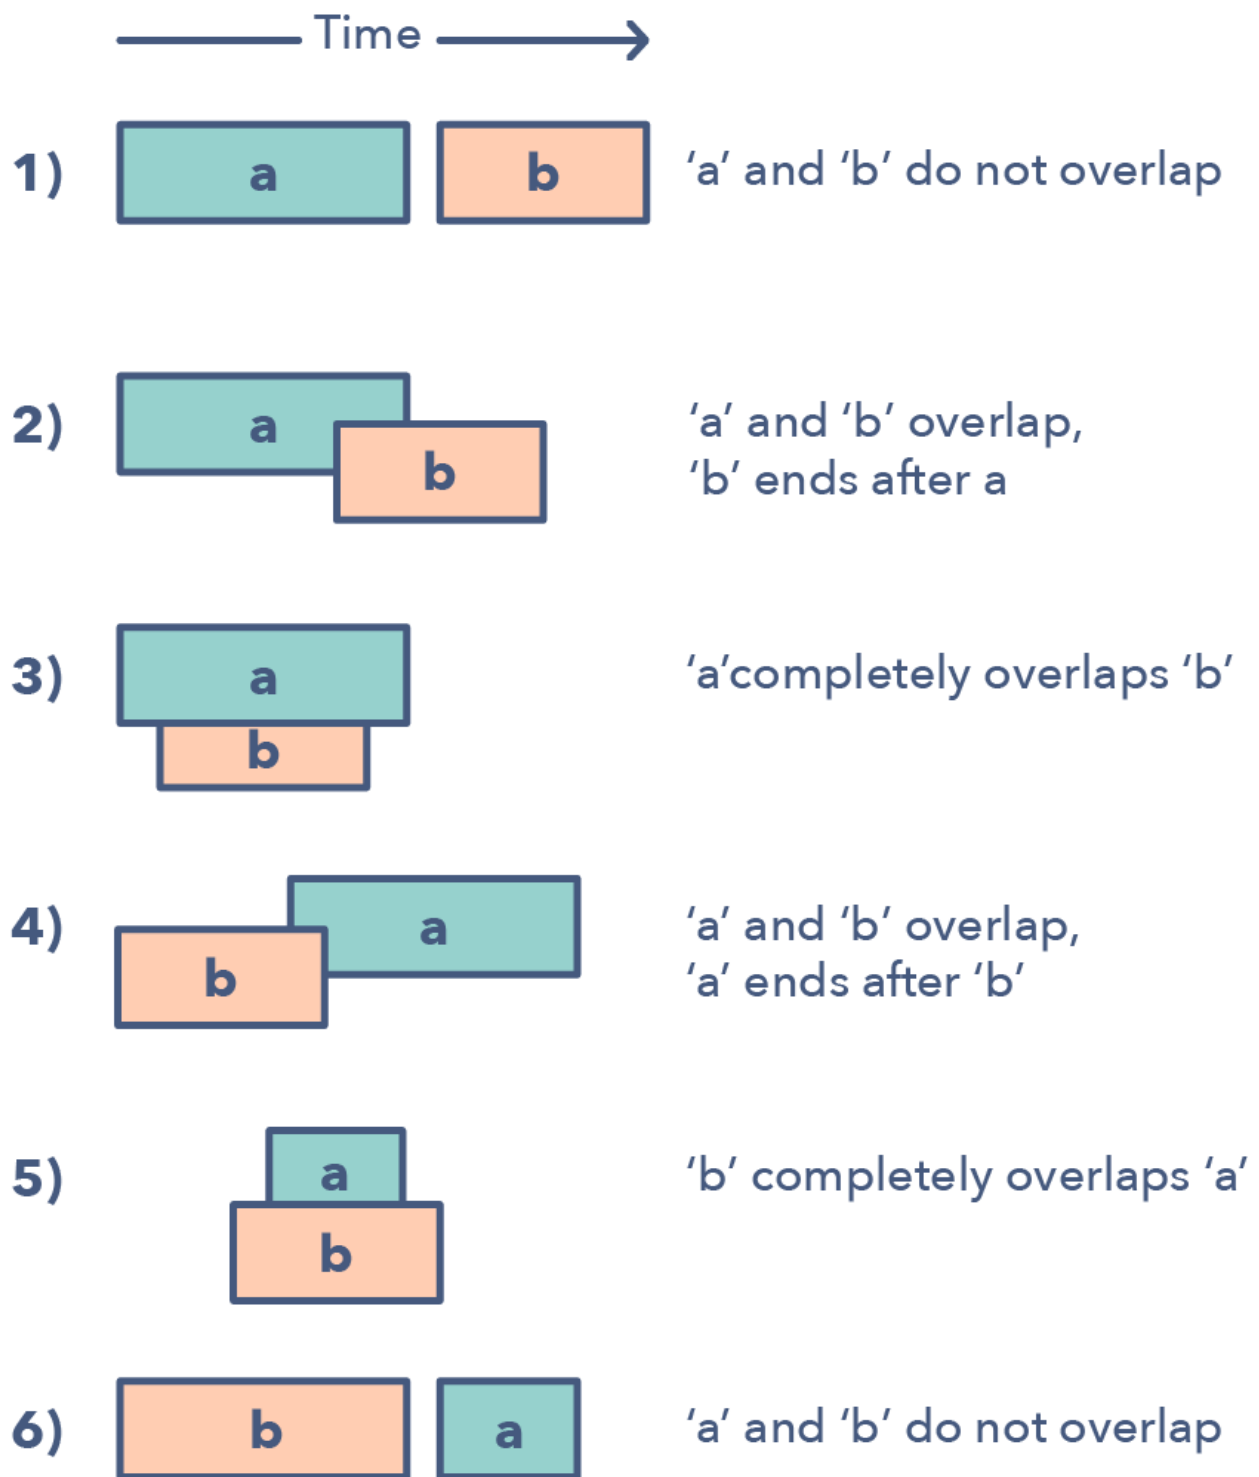 Time
1)
a
b
‘a’ and ‘b’ do not overlap
2)
a
b
‘a’ and ‘b’ overlap,
‘b’ ends after a
3)
a
b
‘a’completely overlaps ‘b’
4)
a
b
‘a’ and ‘b’ overlap,
‘a’ ends after ‘b’
5)
a
b
‘b’ completely overlaps ‘a’
6)
b
a
‘a’ and ‘b’ do not overlap